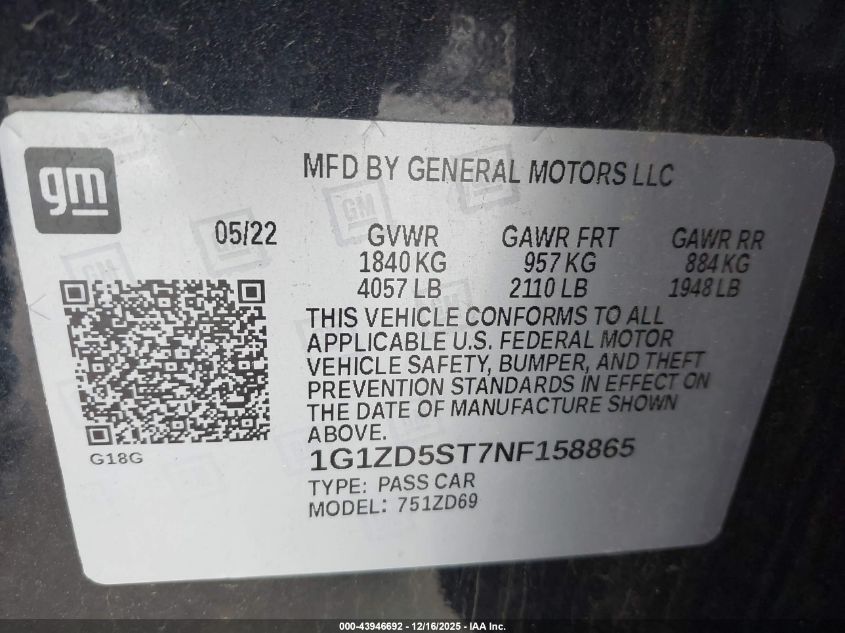 gm
MFD BY GENERAL MOTORS LLC
05/22
GVWR GAWR FRT GAWR RR
1840 KG 957 KG 884 KG
4057 LB 2110 LB 1948 LB
THIS VEHICLE CONFORMS TO ALL
APPLICABLE U.S. FEDERAL MOTOR
VEHICLE SAFETY, BUMPER, AND THEFT
PREVENTION STANDARDS IN EFFECT ON
THE DATE OF MANUFACTURE SHOWN
ABOVE.
G18G
1G1ZD5ST7NF158865
TYPE: PASS CAR
MODEL: 751ZD69
000-43946692 - 12/16/2025 - IAA Inc.